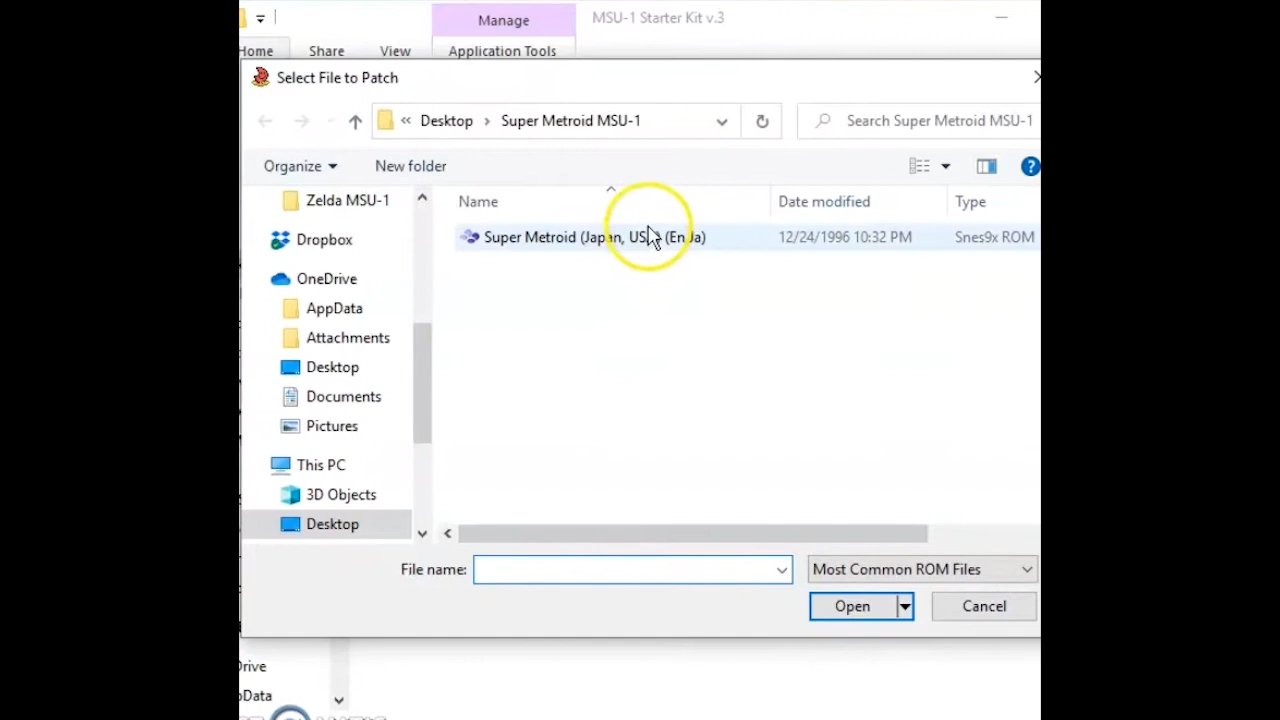 Manage
MSU-1 Starter Kit v.3
Home
Share
View
Application Tools
Select File to Patch
Desktop
Super Metroid MSU-1
Search Super Metroid MSU-1
Organize
New folder
Zelda MSU-1
Dropbox
OneDrive
AppData
Attachments
Desktop
Documents
Pictures
This PC
3D Objects
Desktop
Name
Date modified
Type
Super Metroid (Japan, USA) (En,Ja)
12/24/1996 10:32 PM
Snes9x ROM
File name:
Most Common ROM Files
Open
Cancel
Drive
pData